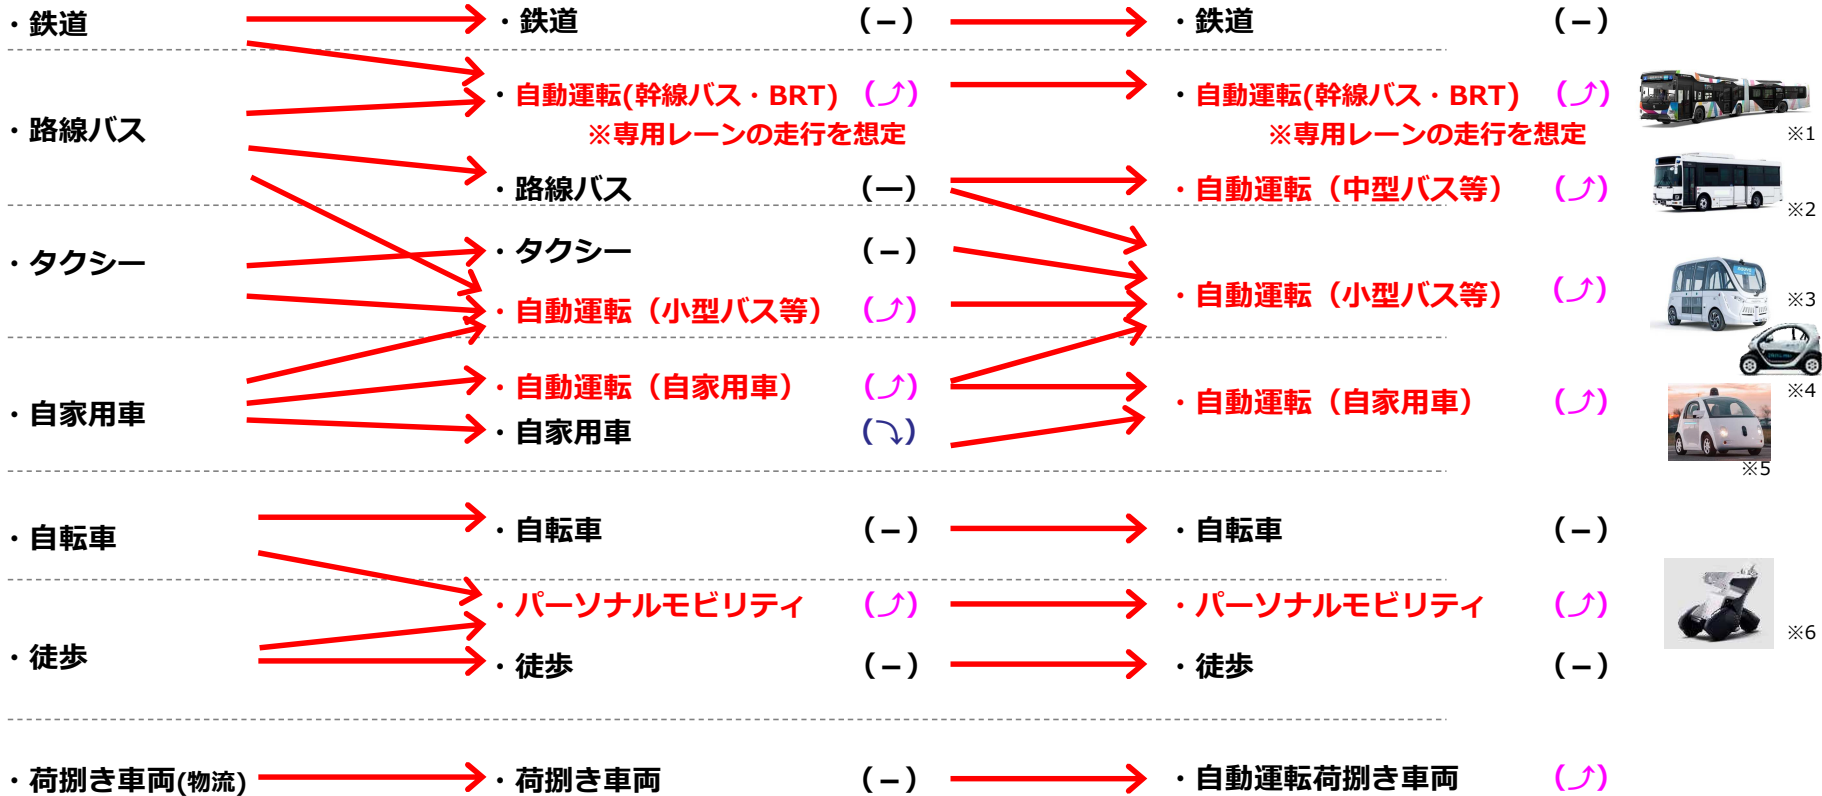 ・鉄道 ・鉄道 （－） ・鉄道 （－）
・自動運転(幹線バス・BRT) （⤴） ・自動運転(幹線バス・BRT) （⤴）
・路線バス ※専用レーンの走行を想定 ※専用レーンの走行を想定 ※1
・路線バス （―） ・自動運転（中型バス等） （⤴） ※2
・タクシー ・タクシー （－）
・自動運転（小型バス等） （⤴） ・自動運転（小型バス等） （⤴） ※3
・自動運転（自家用車） （⤴） ・自動運転（自家用車） （⤴） ※4
・自家用車 ・自家用車 （⤵） ※5
・自転車 ・自転車 （－） ・自転車 （－）
・パーソナルモビリティ （⤴） ・パーソナルモビリティ （⤴） ※6
・徒歩 ・徒歩 （－） ・徒歩 （－）
・荷捌き車両(物流) ・荷捌き車両 （－） ・自動運転荷捌き車両 （⤴）